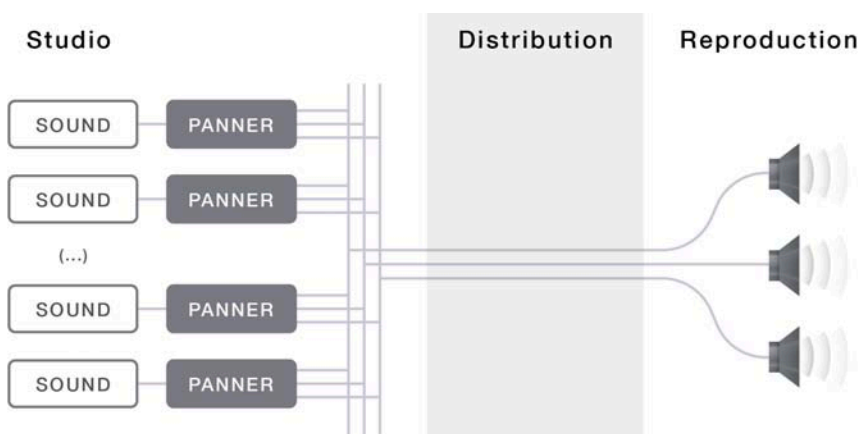 Studio
Distribution
Reproduction
SOUND
PANNER
SOUND
PANNER
(...)
SOUND
PANNER
SOUND
PANNER